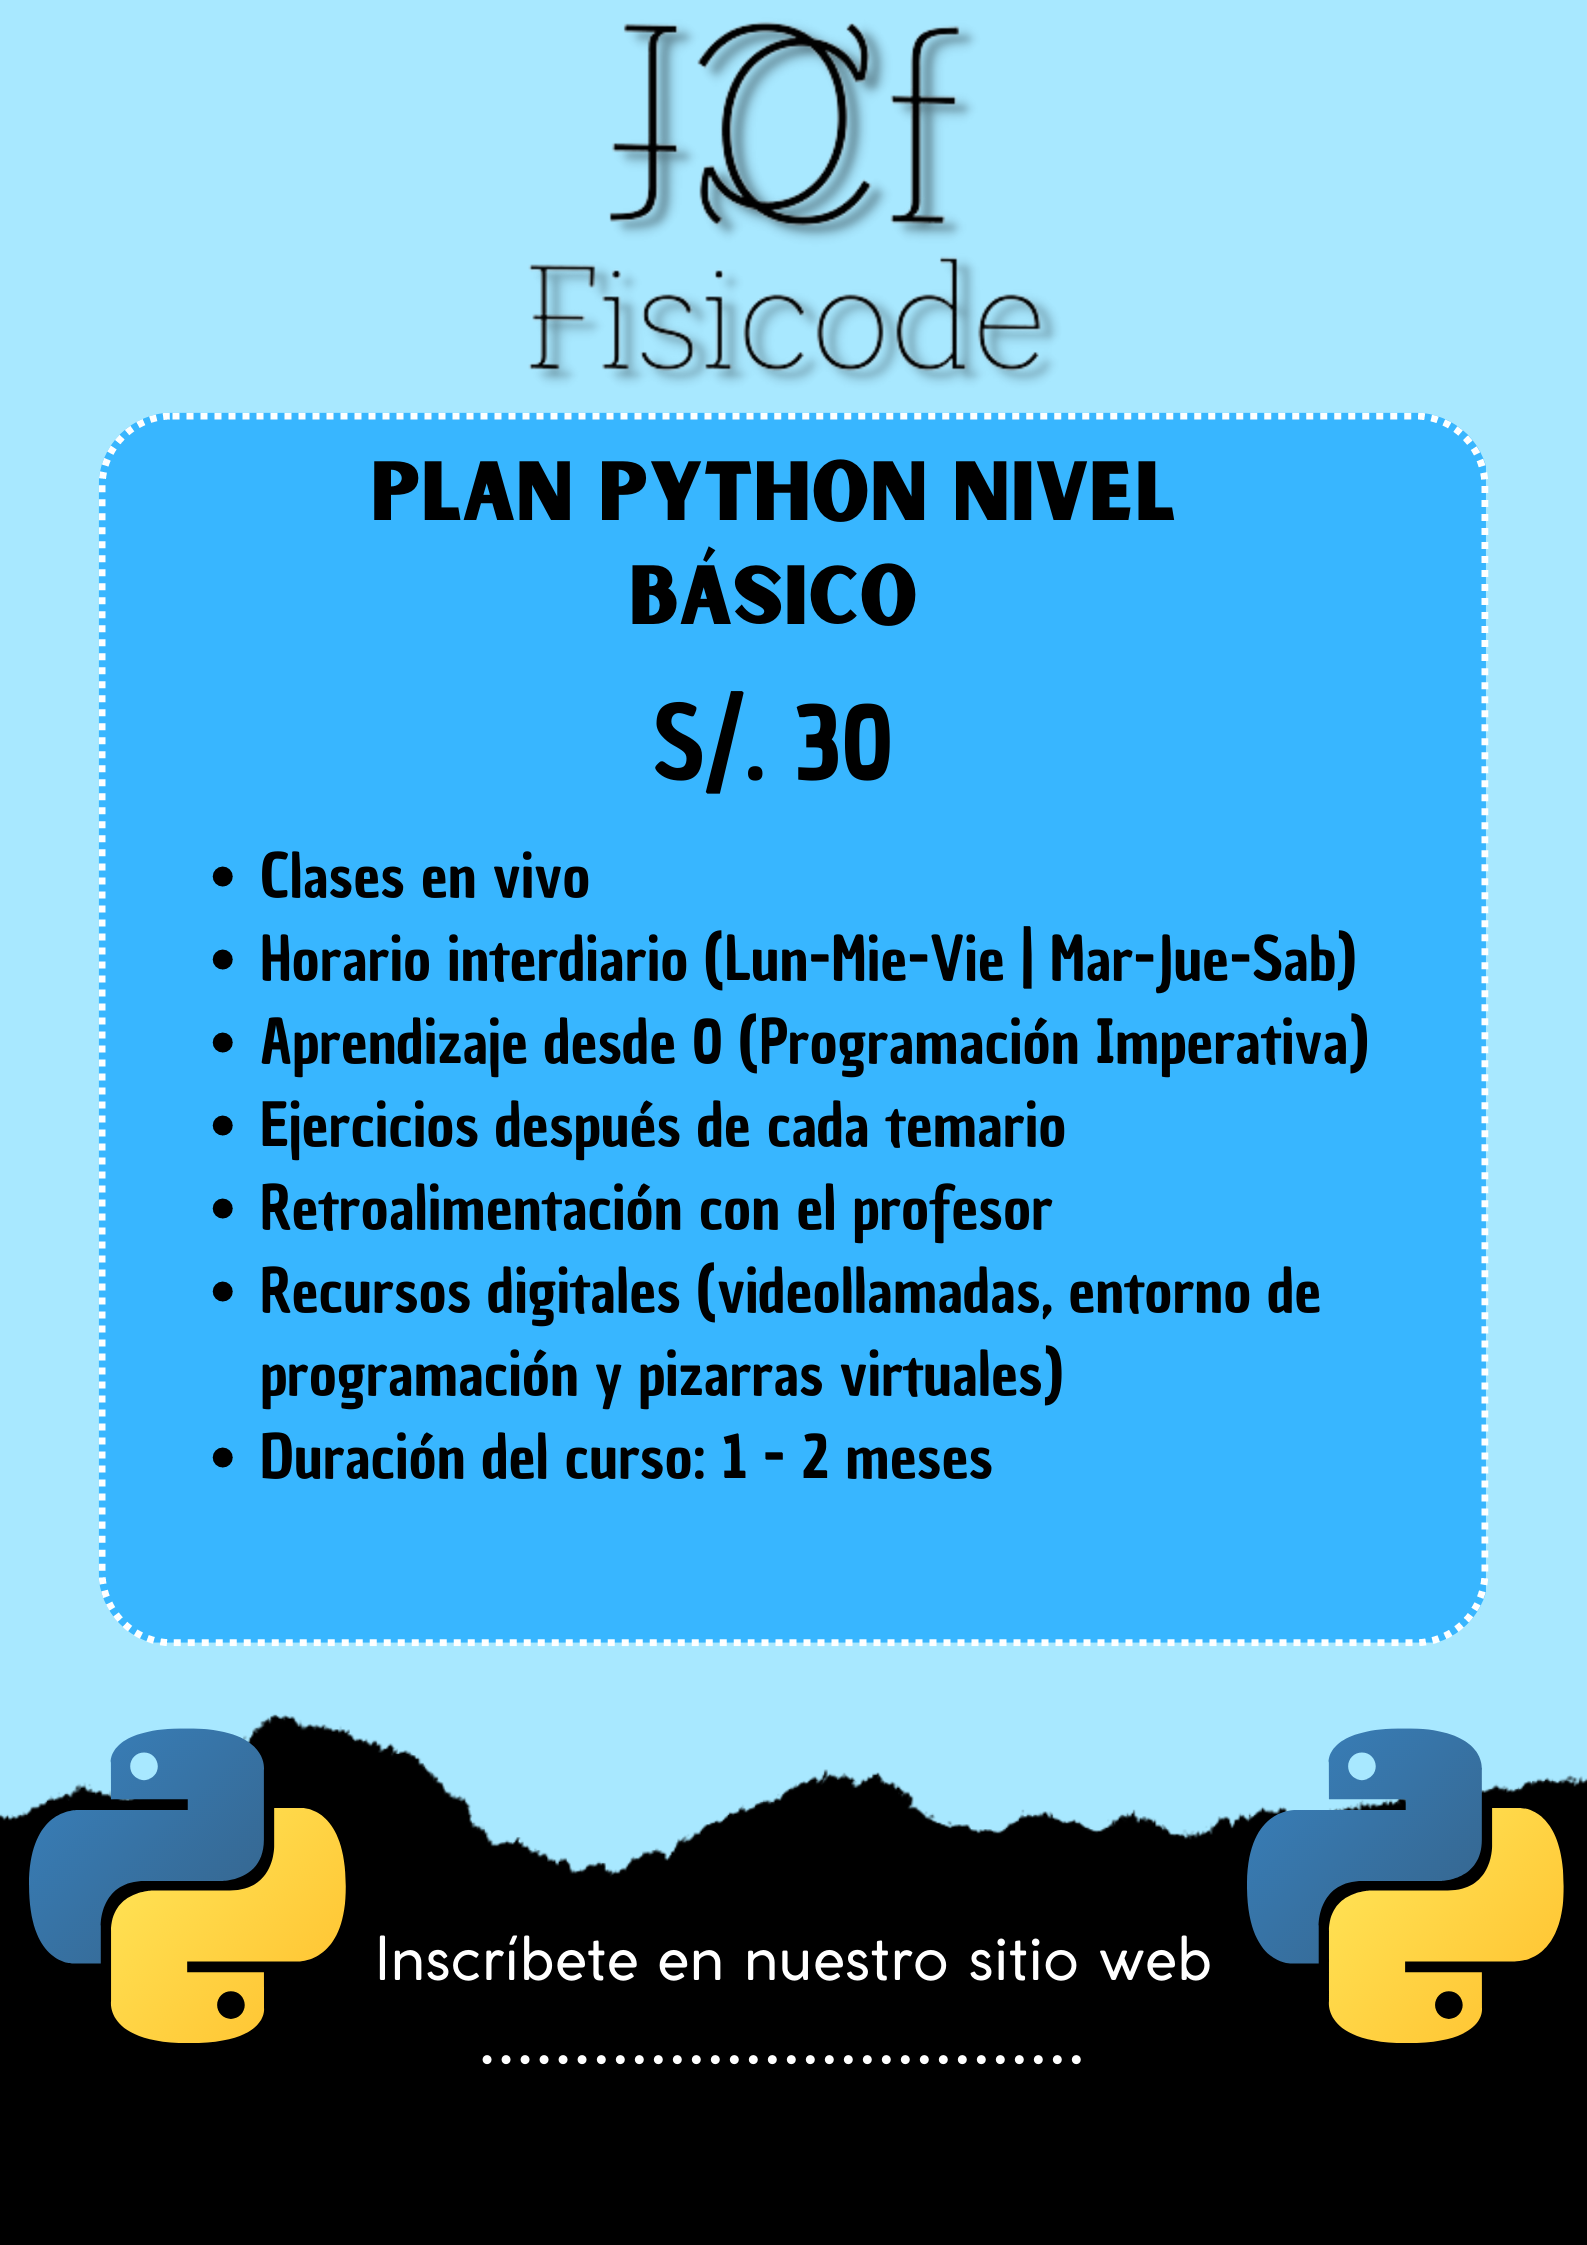 Fisicode
PLAN PYTHON NIVEL
BÁSICO
S/. 30
• Clases en vivo
• Horario interdiario (Lun-Mie-Vie | Mar-Jue-Sab)
• Aprendizaje desde 0 (Programación Imperativa)
• Ejercicios después de cada temario
• Retroalimentación con el profesor
• Recursos digitales (videollamadas, entorno de
programación y pizarras virtuales)
• Duración del curso: 1 - 2 meses
Inscríbete en nuestro sitio web